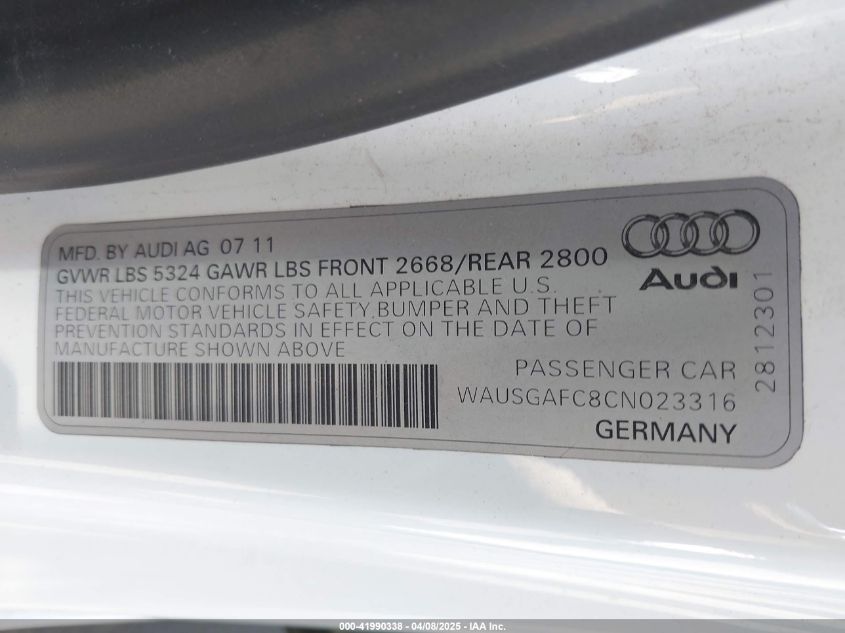 MFD. BY AUDI AG 07 11
GVWR LBS 5324 GAWR LBS FRONT 2668/REAR 2800
THIS VEHICLE CONFORMS TO ALL APPLICABLE U.S.
FEDERAL MOTOR VEHICLE SAFETY, BUMPER AND THEFT
PREVENTION STANDARDS IN EFFECT ON THE DATE OF
MANUFACTURE SHOWN ABOVE
Audi
PASSENGER CAR
WAUSGAFC8CN023316
GERMANY
2812301
000-41990338 - 04/08/2025 - IAA Inc.